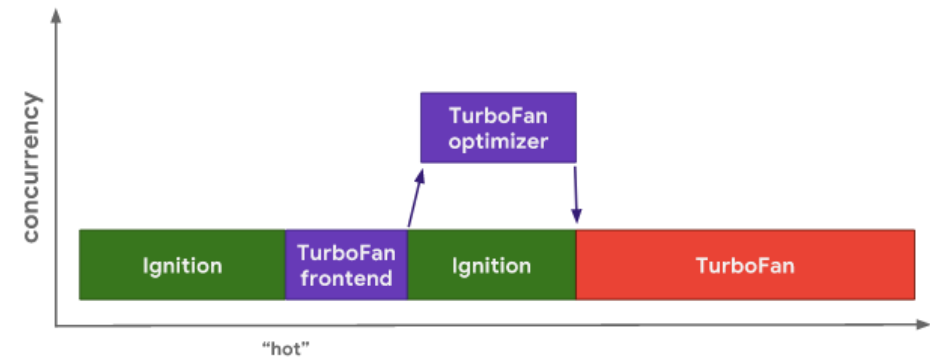 concurrency
TurboFan
optimizer
Ignition
TurboFan
frontend
Ignition
TurboFan
“hot”